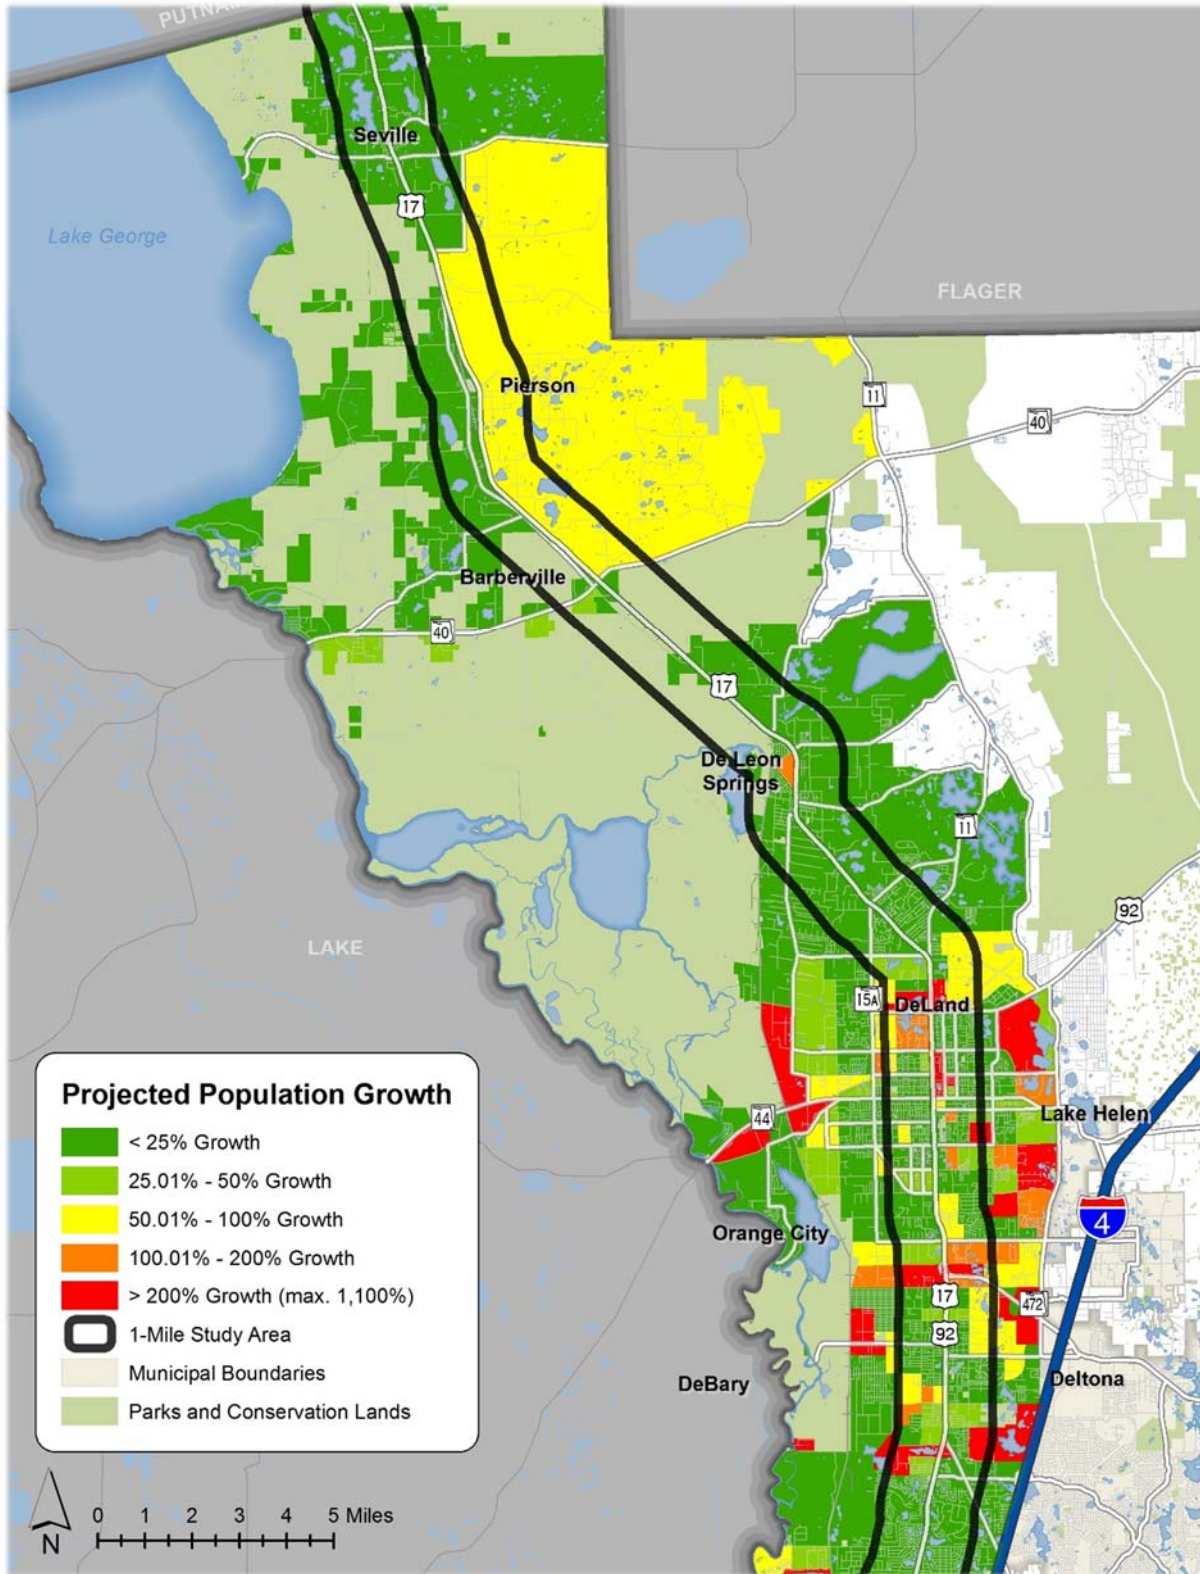 PUTNAM
Seville
17
Lake George
FLAGER
Pierson
11
40
Barberville
40
17
De Leon
Springs
11
92
LAKE
15A
DeLand
44
Lake Helen
4
Orange City
17
472
92
DeBary
Deltona
Projected Population Growth
< 25% Growth
25.01% - 50% Growth
50.01% - 100% Growth
100.01% - 200% Growth
> 200% Growth (max. 1,100%)
1-Mile Study Area
Municipal Boundaries
Parks and Conservation Lands
N
0 1 2 3 4 5 Miles